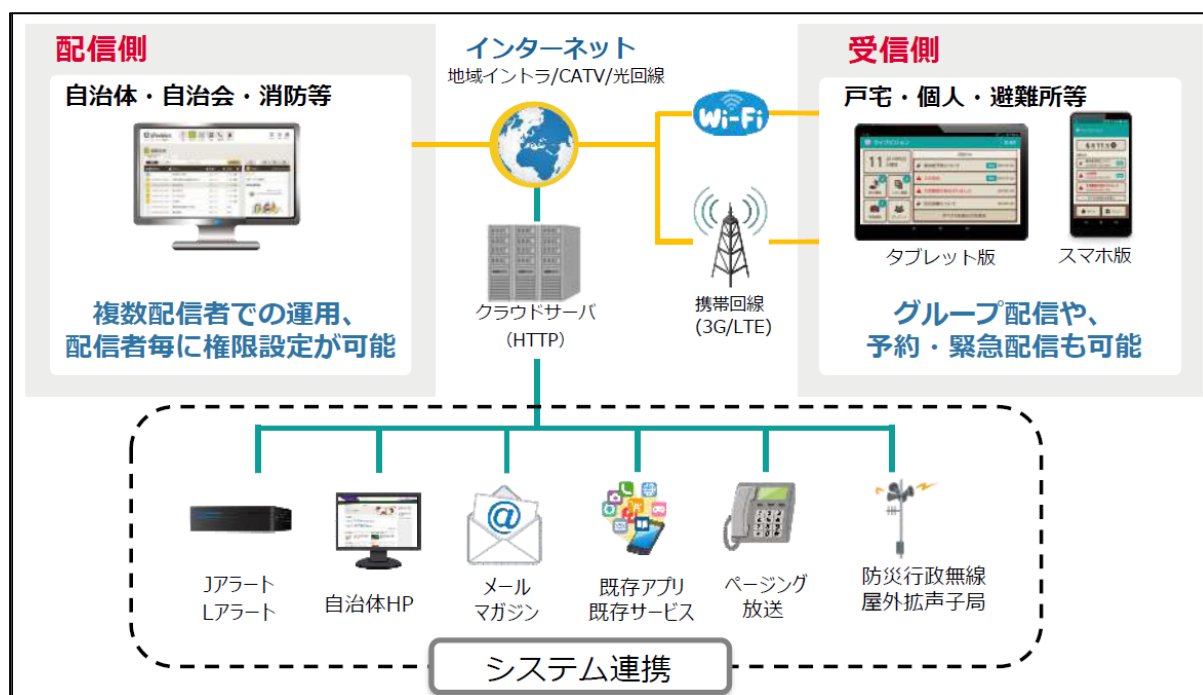 配信側
自治体・自治会・消防等
複数配信者での運用、
配信者毎に権限設定が可能
インターネット
地域イントラ/CATV/光回線
Wi-Fi
クラウドサーバ
(HTTP)
携帯回線
(3G/LTE)
受信側
戸宅・個人・避難所等
タブレット版
スマホ版
グループ配信や、
予約・緊急配信も可能
Jアラート
Lアラート
自治体HP
メール
マガジン
既存アプリ
既存サービス
ページング
放送
防災行政無線
屋外拡声子局
システム連携